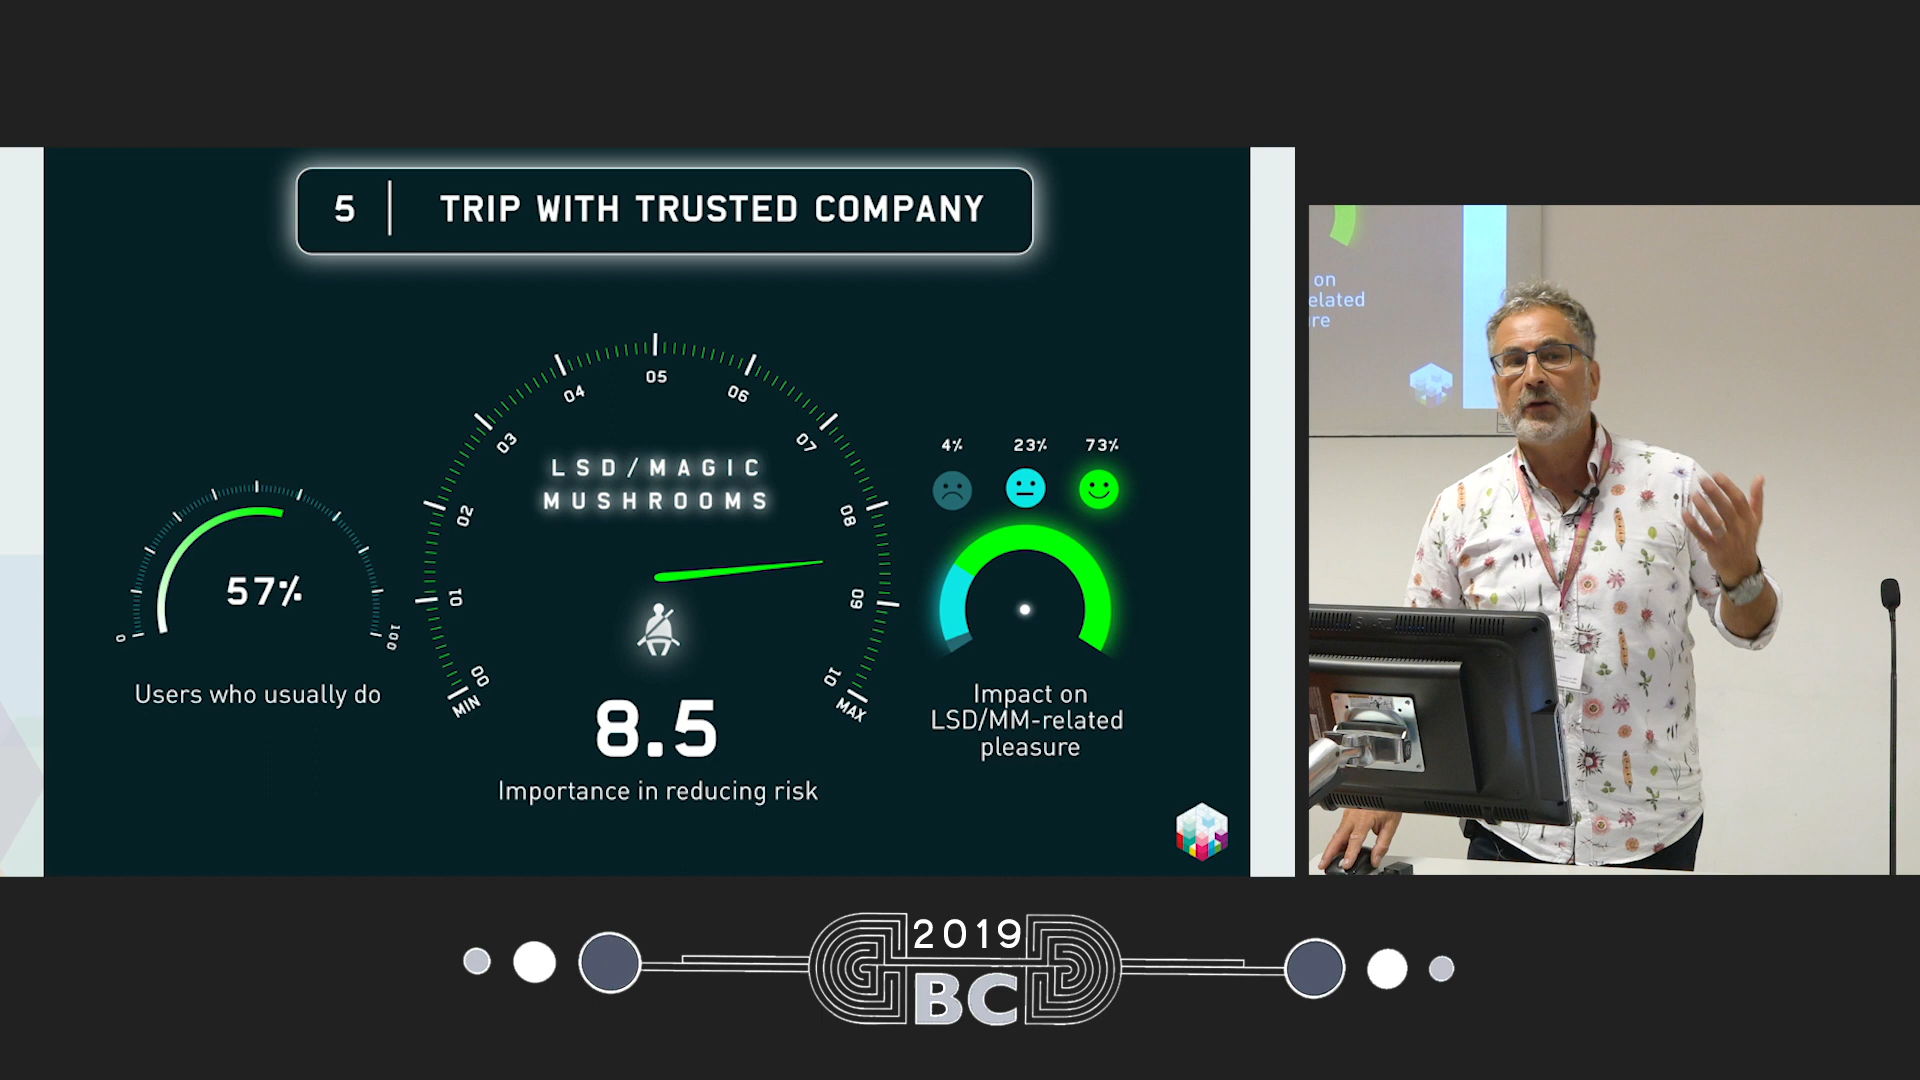 5 | TRIP WITH TRUSTED COMPANY
LSD/MAGIC
MUSHROOMS
MIN
00
01
02
03
04
05
06
07
08
09
10
MAX
8.5
Importance in reducing risk
57%
0
100
Users who usually do
4% 23% 73%
Impact on
LSD/MM-related
pleasure
on
elated
re
2019
BC